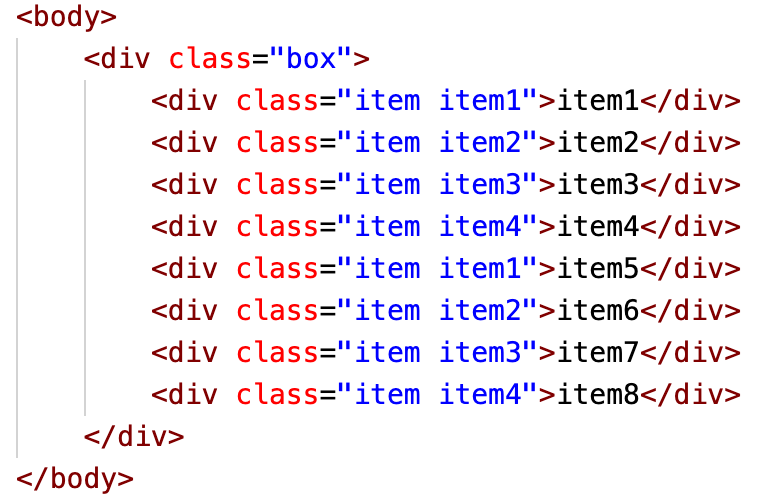 <body>
<div class="box">
<div class="item item1">item1</div>
<div class="item item2">item2</div>
<div class="item item3">item3</div>
<div class="item item4">item4</div>
<div class="item item1">item5</div>
<div class="item item2">item6</div>
<div class="item item3">item7</div>
<div class="item item4">item8</div>
</div>
</body>